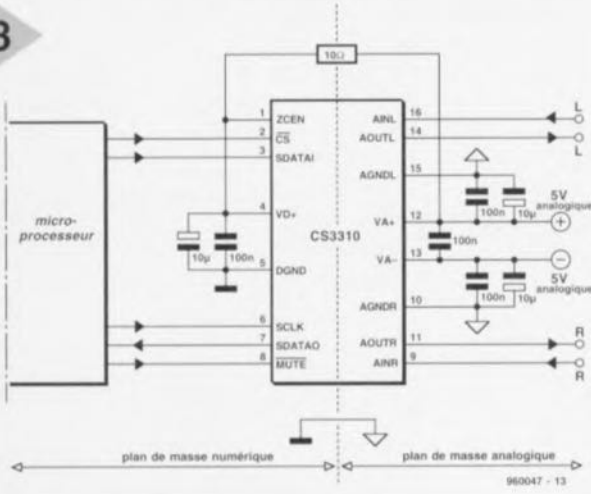 3
10Ω
1 ZCEN
2 CS
3 SDATAI
4 VD+
5 DGND
6 SCLK
7 SDATAO
8 MUTE
micro-
processeur
10µ
100n
CS3310
AINL 16
AOUTL 14
AGNDL 15
VA+ 12
VA− 13
AGNDR 10
AOUTR 11
AINR 9
L
L
100n
10µ
5V
analogique
+
100n
−
5V
analogique
100n
10µ
R
R
plan de masse numérique
plan de masse analogique
960047 - 13